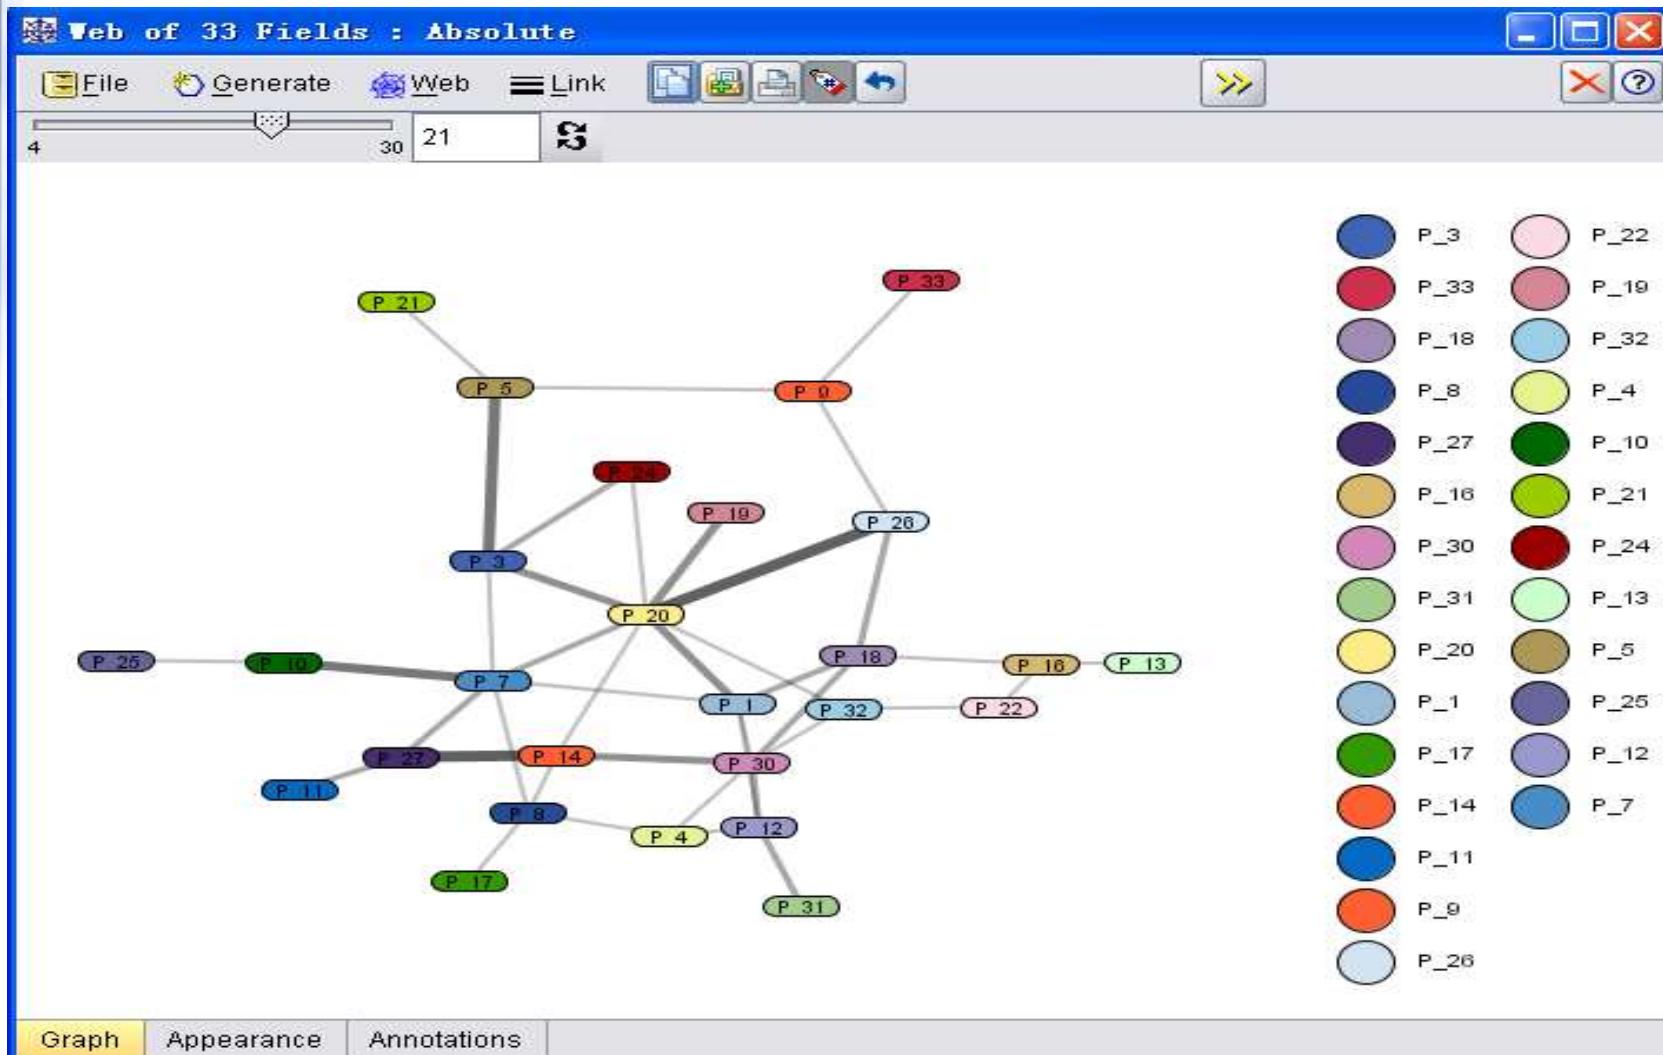 Web of 33 Fields : Absolute
File Generate Web Link
4 30 21
P_3 P_22
P_33 P_19
P_18 P_32
P_8 P_4
P_27 P_10
P_16 P_21
P_30 P_24
P_31 P_13
P_20 P_5
P_1 P_25
P_17 P_12
P_14 P_7
P_11
P_9
P_26
P_33
P_21
P_5 P_9
P_24
P_19 P_26
P_3
P_20
P_25 P_10 P_7 P_18 P_16 P_13
P_1 P_32 P_22
P_27 P_14 P_30
P_11
P_8 P_4 P_12
P_17
P_31
Graph Appearance Annotations